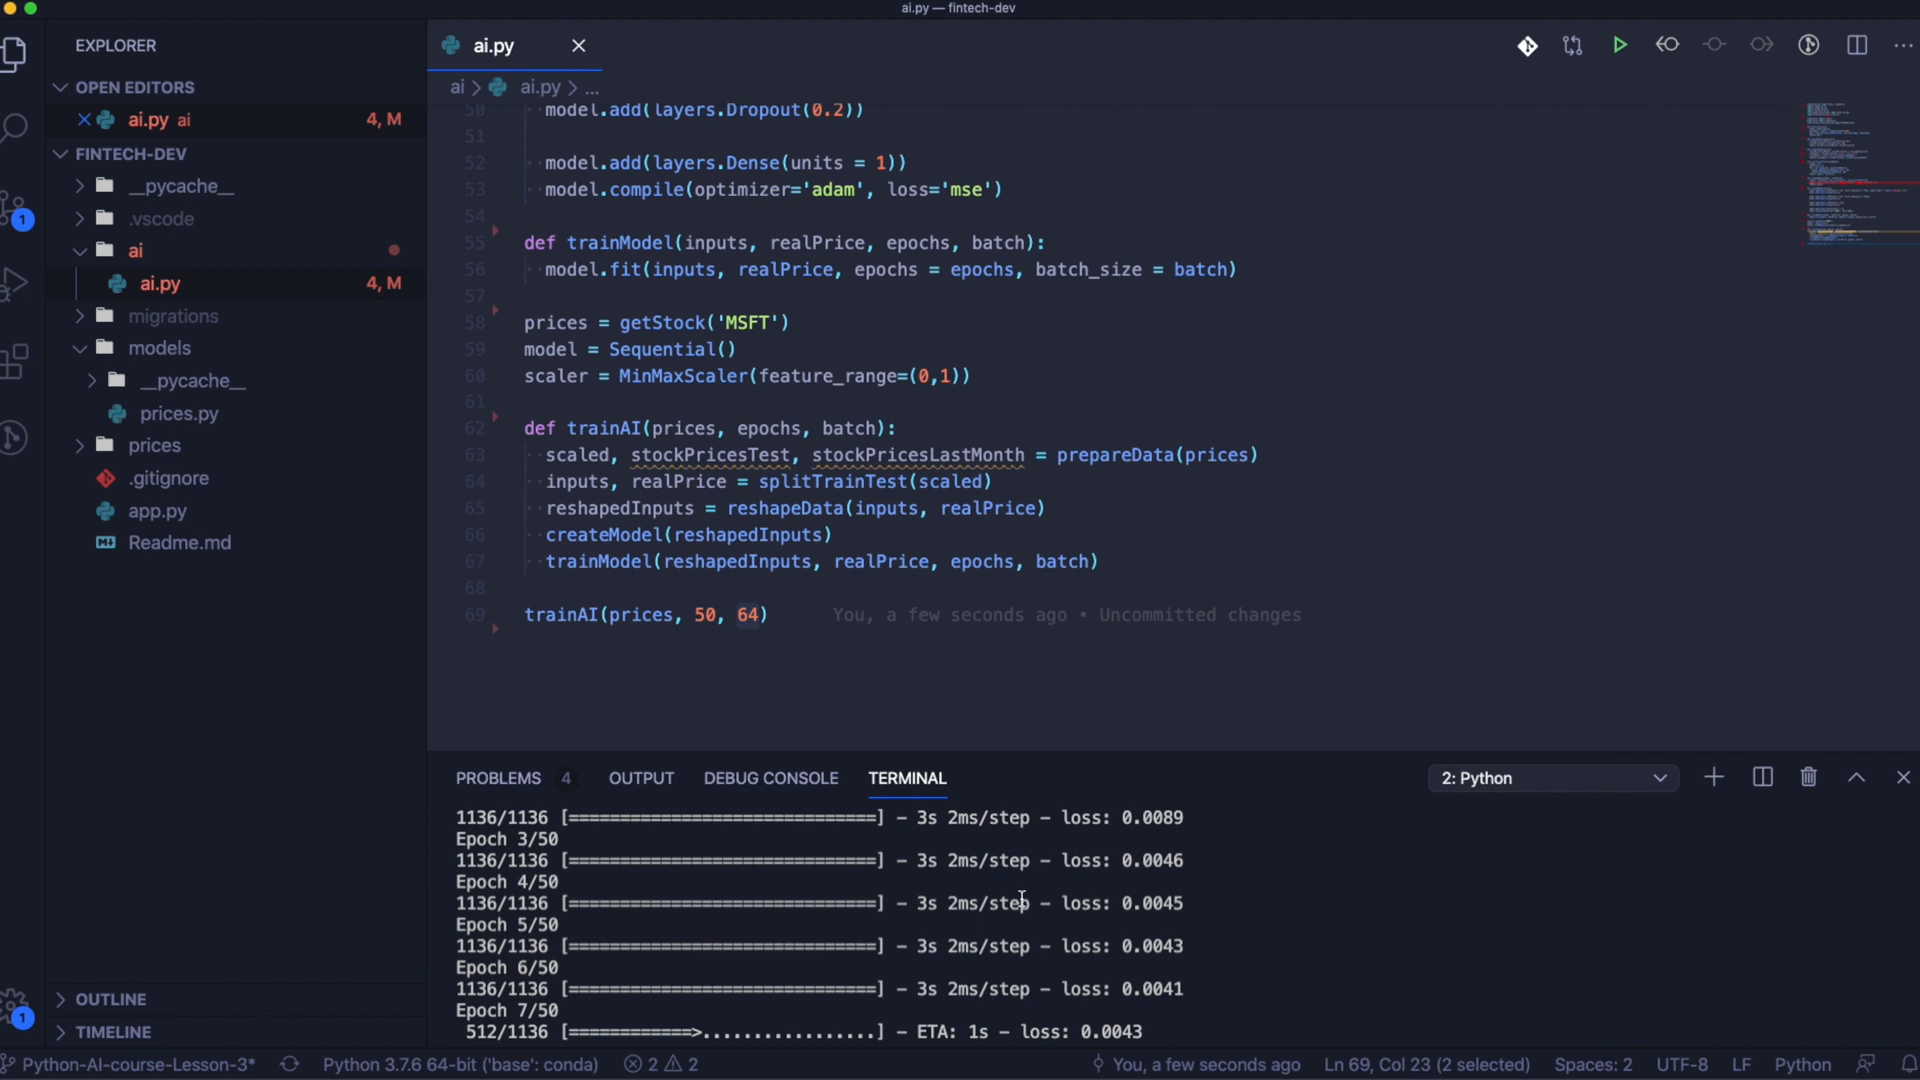 ai.py — fintech-dev
EXPLORER
OPEN EDITORS
ai.py ai 4, M
FINTECH-DEV
__pycache__
.vscode
1
ai
ai.py 4, M
migrations
models
__pycache__
prices.py
prices
.gitignore
app.py
Readme.md
OUTLINE
1
TIMELINE
ai.py
ai > ai.py > ...
50 model.add(layers.Dropout(0.2))
51
52 model.add(layers.Dense(units = 1))
53 model.compile(optimizer='adam', loss='mse')
54
55 def trainModel(inputs, realPrice, epochs, batch):
56 model.fit(inputs, realPrice, epochs = epochs, batch_size = batch)
57
58 prices = getStock('MSFT')
59 model = Sequential()
60 scaler = MinMaxScaler(feature_range=(0,1))
61
62 def trainAI(prices, epochs, batch):
63 scaled, stockPricesTest, stockPricesLastMonth = prepareData(prices)
64 inputs, realPrice = splitTrainTest(scaled)
65 reshapedInputs = reshapeData(inputs, realPrice)
66 createModel(reshapedInputs)
67 trainModel(reshapedInputs, realPrice, epochs, batch)
68
69 trainAI(prices, 50, 64) You, a few seconds ago • Uncommitted changes
PROBLEMS 4 OUTPUT DEBUG CONSOLE TERMINAL 2: Python
1136/1136 [==============================] - 3s 2ms/step - loss: 0.0089
Epoch 3/50
1136/1136 [==============================] - 3s 2ms/step - loss: 0.0046
Epoch 4/50
1136/1136 [==============================] - 3s 2ms/step - loss: 0.0045
Epoch 5/50
1136/1136 [==============================] - 3s 2ms/step - loss: 0.0043
Epoch 6/50
1136/1136 [==============================] - 3s 2ms/step - loss: 0.0041
Epoch 7/50
512/1136 [============>.................] - ETA: 1s - loss: 0.0043
Python-AI-course-Lesson-3* Python 3.7.6 64-bit ('base': conda) 2 2 You, a few seconds ago Ln 69, Col 23 (2 selected) Spaces: 2 UTF-8 LF Python